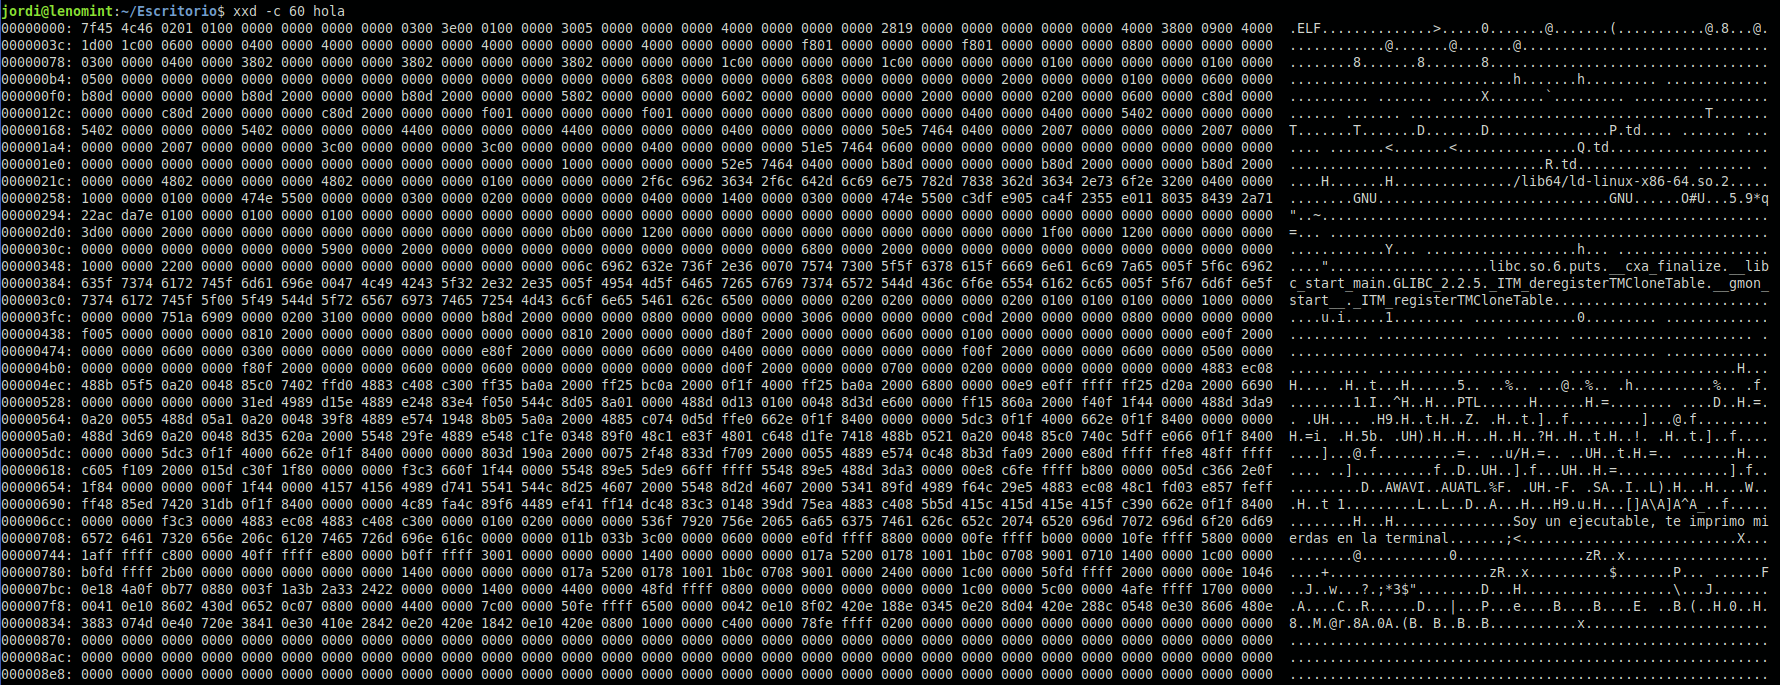 jordi@lenomint:~/Escritorio$ xxd -c 60 hola
00000000: 7f45 4c46 0201 0100 0000 0000 0000 0000 0300 3e00 0100 0000 3005 0000 0000 0000 4000 0000 0000 0000 2819 0000 0000 0000 0000 0000 4000 3800 0900 4000  .ELF..............>.....0.......@.......(...........@.8...@.
0000003c: 1d00 1c00 0600 0000 0400 0000 4000 0000 0000 0000 4000 0000 0000 0000 4000 0000 0000 0000 f801 0000 0000 0000 f801 0000 0000 0000 0800 0000 0000 0000  ............@.......@.......@...............................
00000078: 0300 0000 0400 0000 3802 0000 0000 0000 3802 0000 0000 0000 3802 0000 0000 0000 1c00 0000 0000 0000 1c00 0000 0000 0000 0100 0000 0000 0000 0100 0000  ........8.......8.......8...................................
000000b4: 0500 0000 0000 0000 0000 0000 0000 0000 0000 0000 0000 0000 6808 0000 0000 0000 6808 0000 0000 0000 0000 2000 0000 0000 0100 0000 0600 0000  ............................h.......h......... .............
000000f0: b80d 0000 0000 0000 b80d 2000 0000 0000 b80d 2000 0000 0000 5802 0000 0000 0000 6002 0000 0000 0000 0000 2000 0000 0000 0200 0000 0600 0000 c80d 0000  .......... ....... .....X.......`......... .................
0000012c: 0000 0000 c80d 2000 0000 0000 c80d 2000 0000 0000 f001 0000 0000 0000 f001 0000 0000 0000 0800 0000 0000 0000 0400 0000 0400 0000 5402 0000 0000 0000  ...... ....... .....................................T.......
00000168: 5402 0000 0000 0000 5402 0000 0000 0000 4400 0000 0000 0000 4400 0000 0000 0000 0400 0000 0000 0000 50e5 7464 0400 0000 2007 0000 0000 0000 2007 0000  T.......T.......D.......D...............P.td.... ....... ...
000001a4: 0000 0000 2007 0000 0000 0000 3c00 0000 0000 0000 3c00 0000 0000 0000 0400 0000 0000 0000 51e5 7464 0600 0000 0000 0000 0000 0000 0000 0000 0000 0000  .... .......<.......<...............Q.td....................
000001e0: 0000 0000 0000 0000 0000 0000 0000 0000 0000 0000 0000 0000 1000 0000 0000 0000 52e5 7464 0400 0000 b80d 0000 0000 0000 b80d 2000 0000 0000 b80d 2000  ................................R.td.............. ....... 
0000021c: 0000 0000 4802 0000 0000 0000 4802 0000 0000 0000 0100 0000 0000 0000 2f6c 6962 3634 2f6c 642d 6c69 6e75 782d 7838 362d 3634 2e73 6f2e 3200 0400 0000  ....H.......H.............../lib64/ld-linux-x86-64.so.2.....
00000258: 1000 0000 0100 0000 474e 5500 0000 0000 0300 0000 0200 0000 0000 0000 0400 0000 1400 0000 0300 0000 474e 5500 c3df e905 ca4f 2355 e011 8035 8439 2a71  ........GNU.............................GNU......O#U...5.9*q
00000294: 22ac da7e 0100 0000 0100 0000 0100 0000 0000 0000 0000 0000 0000 0000 0000 0000 0000 0000 0000 0000 0000 0000 0000 0000 0000 0000 0000 0000 0000 0000  "..~........................................................
000002d0: 3d00 0000 2000 0000 0000 0000 0000 0000 0000 0000 0000 0000 0b00 0000 1200 0000 0000 0000 0000 0000 0000 0000 0000 0000 1f00 0000 1200 0000 0000 0000  =... .......................................................
0000030c: 0000 0000 0000 0000 0000 0000 5900 0000 2000 0000 0000 0000 0000 0000 0000 0000 0000 0000 6800 0000 2000 0000 0000 0000 0000 0000 0000 0000 0000 0000  ............Y... ...................h... ...................
00000348: 1000 0000 2200 0000 0000 0000 0000 0000 0000 0000 0000 0000 006c 6962 632e 736f 2e36 0070 7574 7300 5f5f 6378 615f 6669 6e61 6c69 7a65 005f 5f6c 6962  ...."....................libc.so.6.puts.__cxa_finalize.__lib
00000384: 635f 7374 6172 745f 6d61 696e 0047 4c49 4243 5f32 2e32 2e35 005f 4954 4d5f 6465 7265 6769 7374 6572 544d 436c 6f6e 6554 6162 6c65 005f 5f67 6d6f 6e5f  c_start_main.GLIBC_2.2.5._ITM_deregisterTMCloneTable.__gmon_
000003c0: 7374 6172 745f 5f00 5f49 544d 5f72 6567 6973 7465 7254 4d43 6c6f 6e65 5461 626c 6500 0000 0000 0200 0200 0000 0000 0200 0100 0100 0100 0000 1000 0000  start__._ITM_registerTMCloneTable...........................
000003fc: 0000 0000 751a 6909 0000 0200 3100 0000 0000 0000 b80d 2000 0000 0000 0800 0000 0000 0000 3006 0000 0000 0000 c00d 2000 0000 0000 0800 0000 0000 0000  ....u.i.....1......... .............0......... .............
00000438: f005 0000 0000 0000 0810 2000 0000 0000 0800 0000 0000 0000 0810 2000 0000 0000 d80f 2000 0000 0000 0600 0000 0100 0000 0000 0000 0000 0000 e00f 2000  .......... ................... ....... ................... 
00000474: 0000 0000 0600 0000 0300 0000 0000 0000 0000 0000 e80f 2000 0000 0000 0600 0000 0400 0000 0000 0000 0000 0000 f00f 2000 0000 0000 0600 0000 0500 0000  ...................... ....................... .............
000004b0: 0000 0000 0000 0000 f80f 2000 0000 0000 0600 0000 0600 0000 0000 0000 0000 0000 d00f 2000 0000 0000 0700 0000 0200 0000 0000 0000 0000 0000 4883 ec08  .......... ....................... .....................H...
000004ec: 488b 05f5 0a20 0048 85c0 7402 ffd0 4883 c408 c300 ff35 ba0a 2000 ff25 bc0a 2000 0f1f 4000 ff25 ba0a 2000 6800 0000 00e9 e0ff ffff ff25 d20a 2000 6690  H.... .H..t...H......5.. ..%.. ...@..%.. .h..........%.. .f.
00000528: 0000 0000 0000 0000 31ed 4989 d15e 4889 e248 83e4 f050 544c 8d05 8a01 0000 488d 0d13 0100 0048 8d3d e600 0000 ff15 860a 2000 f40f 1f44 0000 488d 3da9  ........1.I..^H..H...PTL......H......H.=........ ....D..H.=.
00000564: 0a20 0055 488d 05a1 0a20 0048 39f8 4889 e574 1948 8b05 5a0a 2000 4885 c074 0d5d ffe0 662e 0f1f 8400 0000 0000 5dc3 0f1f 4000 662e 0f1f 8400 0000 0000  . .UH.... .H9.H..t.H..Z. .H..t.]..f.........]...@.f.........
000005a0: 488d 3d69 0a20 0048 8d35 620a 2000 5548 29fe 4889 e548 c1fe 0348 89f0 48c1 e83f 4801 c648 d1fe 7418 488b 0521 0a20 0048 85c0 740c 5dff e066 0f1f 8400  H.=i. .H.5b. .UH).H..H...H..H..?H..H..t.H..!. .H..t.]..f....
000005dc: 0000 0000 5dc3 0f1f 4000 662e 0f1f 8400 0000 0000 803d 190a 2000 0075 2f48 833d f709 2000 0055 4889 e574 0c48 8b3d fa09 2000 e80d ffff ffe8 48ff ffff  ....]...@.f..........=.. ..u/H.=.. ..UH..t.H.=.. .......H...
00000618: c605 f109 2000 015d c30f 1f80 0000 0000 f3c3 660f 1f44 0000 5548 89e5 5de9 66ff ffff 5548 89e5 488d 3da3 0000 00e8 c6fe ffff b800 0000 005d c366 2e0f  .... ..]..........f..D..UH..].f...UH..H.=..............].f..
00000654: 1f84 0000 0000 000f 1f44 0000 4157 4156 4989 d741 5541 544c 8d25 4607 2000 5548 8d2d 4607 2000 5341 89fd 4989 f64c 29e5 4883 ec08 48c1 fd03 e857 feff  .........D..AWAVI..AUATL.%F. .UH.-F. .SA..I..L).H...H....W..
00000690: ff48 85ed 7420 31db 0f1f 8400 0000 0000 4c89 fa4c 89f6 4489 ef41 ff14 dc48 83c3 0148 39dd 75ea 4883 c408 5b5d 415c 415d 415e 415f c390 662e 0f1f 8400  .H..t 1.........L..L..D..A...H...H9.u.H...[]A\A]A^A_..f.....
000006cc: 0000 0000 f3c3 0000 4883 ec08 4883 c408 c300 0000 0100 0200 0000 0000 536f 7920 756e 2065 6a65 6375 7461 626c 652c 2074 6520 696d 7072 696d 6f20 6d69  ........H...H...............Soy un ejecutable, te imprimo mi
00000708: 6572 6461 7320 656e 206c 6120 7465 726d 696e 616c 0000 0000 011b 033b 3c00 0000 0600 0000 e0fd ffff 8800 0000 00fe ffff b000 0000 10fe ffff 5800 0000  erdas en la terminal.......;<...........................X...
00000744: 1aff ffff c800 0000 40ff ffff e800 0000 b0ff ffff 3001 0000 0000 0000 1400 0000 0000 0000 017a 5200 0178 1001 1b0c 0708 9001 0710 1400 0000 1c00 0000  ........@...........0................zR..x..................
00000780: b0fd ffff 2b00 0000 0000 0000 0000 0000 1400 0000 0000 0000 017a 5200 0178 1001 1b0c 0708 9001 0000 2400 0000 1c00 0000 50fd ffff 2000 0000 000e 1046  ....+....................zR..x..........$.......P... ......F
000007bc: 0e18 4a0f 0b77 0880 003f 1a3b 2a33 2422 0000 0000 1400 0000 4400 0000 48fd ffff 0800 0000 0000 0000 0000 0000 1c00 0000 5c00 0000 4afe ffff 1700 0000  ..J..w...?.;*3$"........D...H...................\...J.......
000007f8: 0041 0e10 8602 430d 0652 0c07 0800 0000 4400 0000 7c00 0000 50fe ffff 6500 0000 0042 0e10 8f02 420e 188e 0345 0e20 8d04 420e 288c 0548 0e30 8606 480e  .A....C..R......D...|...P...e....B....B....E. ..B.(..H.0..H.
00000834: 3883 074d 0e40 720e 3841 0e30 410e 2842 0e20 420e 1842 0e10 420e 0800 1000 0000 c400 0000 78fe ffff 0200 0000 0000 0000 0000 0000 0000 0000 0000 0000  8..M.@r.8A.0A.(B. B..B..B...........x.......................
00000870: 0000 0000 0000 0000 0000 0000 0000 0000 0000 0000 0000 0000 0000 0000 0000 0000 0000 0000 0000 0000 0000 0000 0000 0000 0000 0000 0000 0000 0000 0000  ............................................................
000008ac: 0000 0000 0000 0000 0000 0000 0000 0000 0000 0000 0000 0000 0000 0000 0000 0000 0000 0000 0000 0000 0000 0000 0000 0000 0000 0000 0000 0000 0000 0000  ............................................................
000008e8: 0000 0000 0000 0000 0000 0000 0000 0000 0000 0000 0000 0000 0000 0000 0000 0000 0000 0000 0000 0000 0000 0000 0000 0000 0000 0000 0000 0000 0000 0000  ............................................................